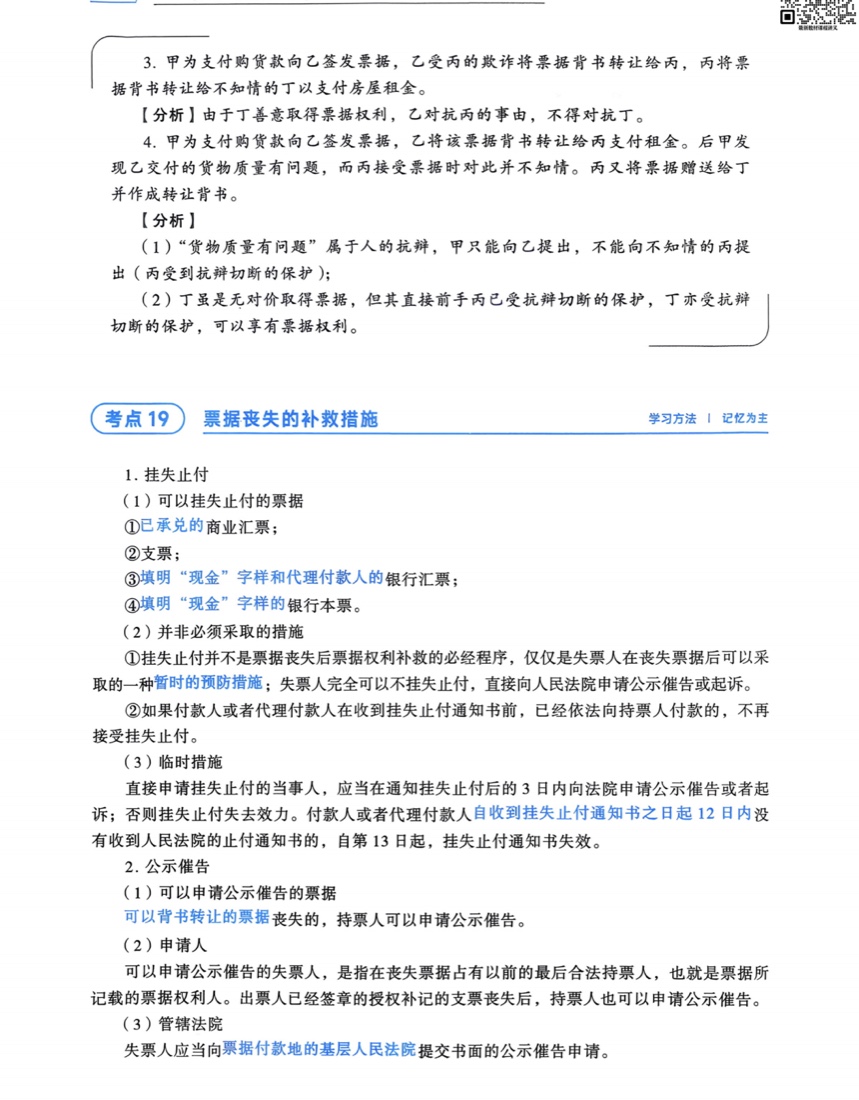 3. 甲为支付购货款向乙签发票据，乙受丙的欺诈将票据背书转让给丙，丙将票
据背书转让给不知情的丁以支付房屋租金。
【分析】由于丁善意取得票据权利，乙对抗丙的事由，不得对抗丁。
4. 甲为支付购货款向乙签发票据，乙将该票据背书转让给丙支付租金。后甲发
现乙交付的货物质量有问题，而丙接受票据时对此并不知情。丙又将票据赠送给丁
并作成转让背书。
【分析】
（1）“货物质量有问题”属于人的抗辩，甲只能向乙提出，不能向不知情的丙提
出（丙受到抗辩切断的保护）；
（2）丁虽是无对价取得票据，但其直接前手丙已受抗辩切断的保护，丁亦受抗辩
切断的保护，可以享有票据权利。
考点 19 票据丧失的补救措施 学习方法 | 记忆为主
1. 挂失止付
（1）可以挂失止付的票据
①已承兑的商业汇票；
②支票；
③填明“现金”字样和代理付款人的银行汇票；
④填明“现金”字样的银行本票。
（2）并非必须采取的措施
①挂失止付并不是票据丧失后票据权利补救的必经程序，仅仅是失票人在丧失票据后可以采
取的一种暂时的预防措施；失票人完全可以不挂失止付，直接向人民法院申请公示催告或起诉。
②如果付款人或者代理付款人在收到挂失止付通知书前，已经依法向持票人付款的，不再
接受挂失止付。
（3）临时措施
直接申请挂失止付的当事人，应当在通知挂失止付后的 3 日内向法院申请公示催告或者起
诉；否则挂失止付失去效力。付款人或者代理付款人自收到挂失止付通知书之日起 12 日内没
有收到人民法院的止付通知书的，自第 13 日起，挂失止付通知书失效。
2. 公示催告
（1）可以申请公示催告的票据
可以背书转让的票据丧失的，持票人可以申请公示催告。
（2）申请人
可以申请公示催告的失票人，是指在丧失票据占有以前的最后合法持票人，也就是票据所
记载的票据权利人。出票人已经签章的授权补记的支票丧失后，持票人也可以申请公示催告。
（3）管辖法院
失票人应当向票据付款地的基层人民法院提交书面的公示催告申请。